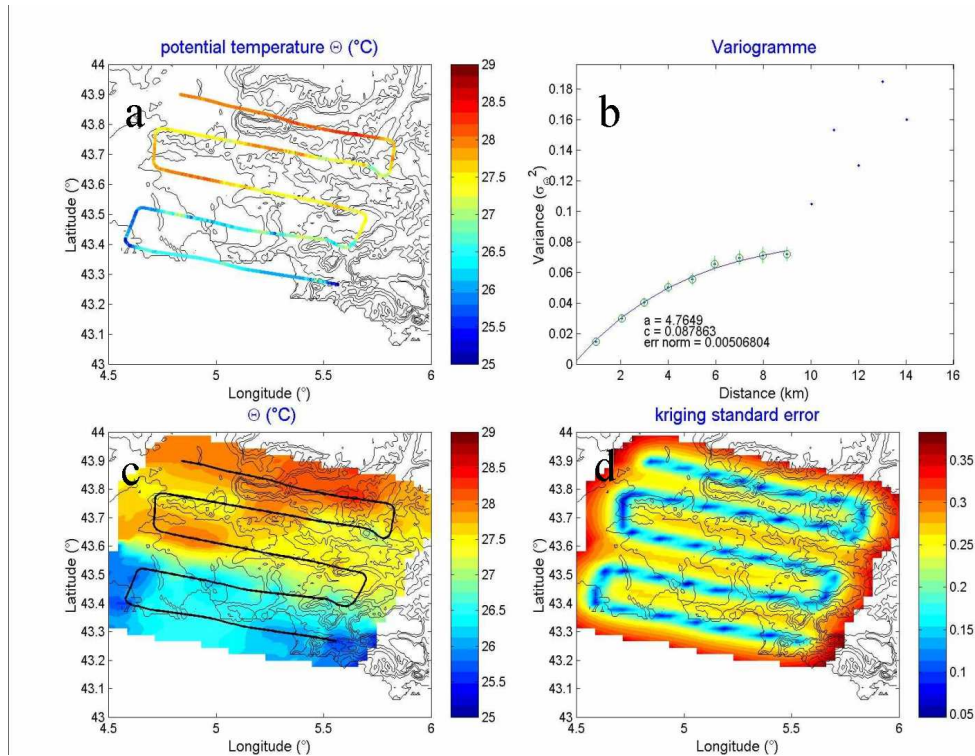 potential temperature Θ (°C)
a
44
43.9
43.8
43.7
43.6
43.5
43.4
43.3
43.2
43.1
43
Latitude (°)
4.5 5 5.5 6
Longitude (°)
29
28.5
28
27.5
27
26.5
26
25.5
25
Variogramme
b
0.18
0.16
0.14
0.12
0.1
0.08
0.06
0.04
0.02
0
Variance (σΘ2)
a = 4.7649
c = 0.087863
err norm = 0.00506804
2 4 6 8 10 12 14 16
Distance (km)
Θ (°C)
c
44
43.9
43.8
43.7
43.6
43.5
43.4
43.3
43.2
43.1
43
Latitude (°)
4.5 5 5.5 6
Longitude (°)
29
28.5
28
27.5
27
26.5
26
25.5
25
kriging standard error
d
44
43.9
43.8
43.7
43.6
43.5
43.4
43.3
43.2
43.1
43
Latitude (°)
4.5 5 5.5 6
Longitude (°)
0.35
0.3
0.25
0.2
0.15
0.1
0.05